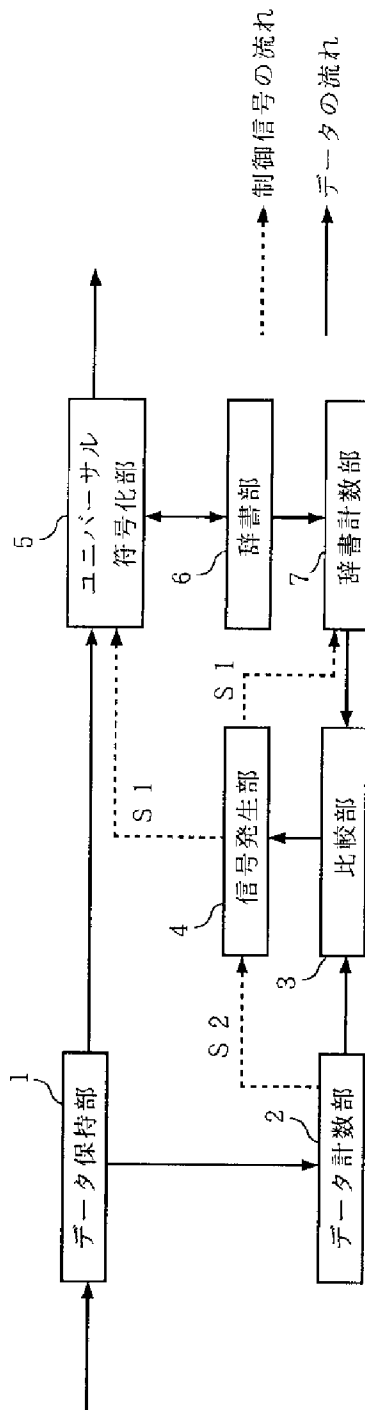 1
データ保持部
5
ユニバーサル
符号化部
S1
S1
4
信号発生部
6
辞書部
S2
2
データ計数部
3
比較部
7
辞書計数部
制御信号の流れ
データの流れ